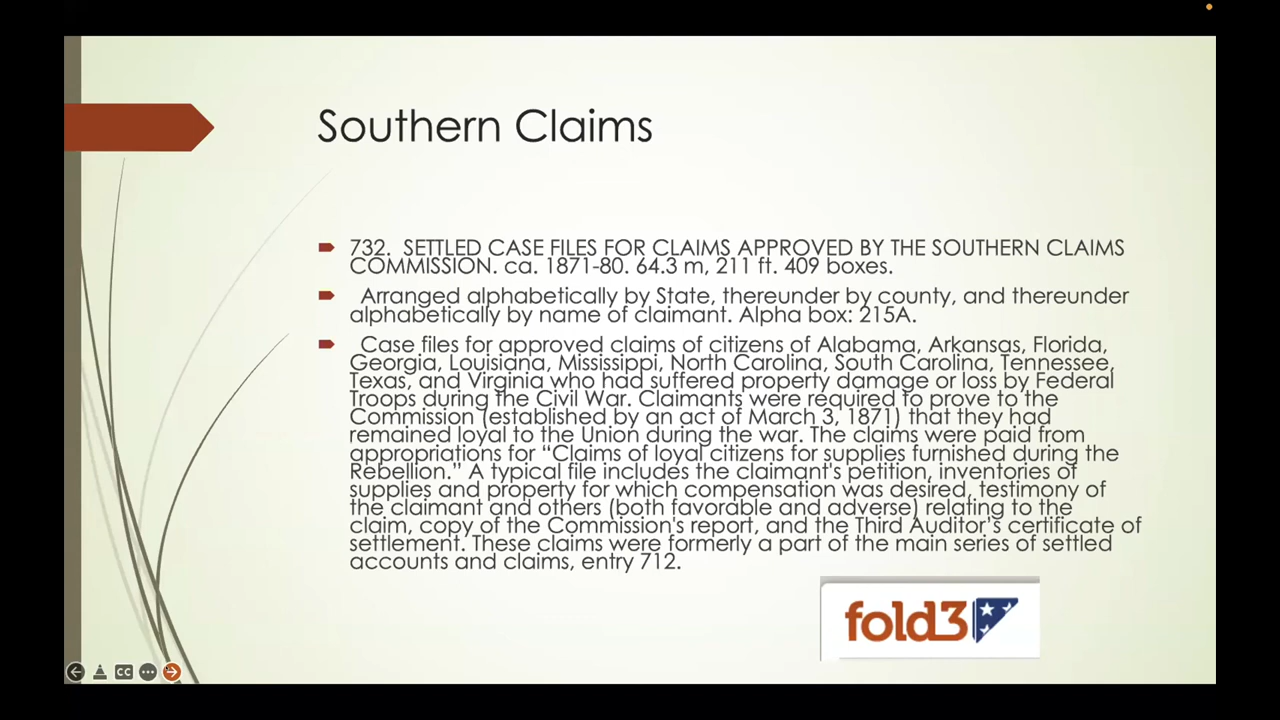 Southern Claims
732. SETTLED CASE FILES FOR CLAIMS APPROVED BY THE SOUTHERN CLAIMS
COMMISSION. ca. 1871-80. 64.3 m, 211 ft. 409 boxes.
Arranged alphabetically by State, thereunder by county, and thereunder
alphabetically by name of claimant. Alpha box: 215A.
Case files for approved claims of citizens of Alabama, Arkansas, Florida,
Georgia, Louisiana, Mississippi, North Carolina, South Carolina, Tennessee,
Texas, and Virginia who had suffered property damage or loss by Federal
Troops during the Civil War. Claimants were required to prove to the
Commission (established by an act of March 3, 1871) that they had
remained loyal to the Union during the war. The claims were paid from
appropriations for “Claims of loyal citizens for supplies furnished during the
Rebellion.” A typical file includes the claimant's petition, inventories of
supplies and property for which compensation was desired, testimony of
the claimant and others (both favorable and adverse) relating to the
claim, copy of the Commission's report, and the Third Auditor's certificate of
settlement. These claims were formerly a part of the main series of settled
accounts and claims, entry 712.
fold3
CC